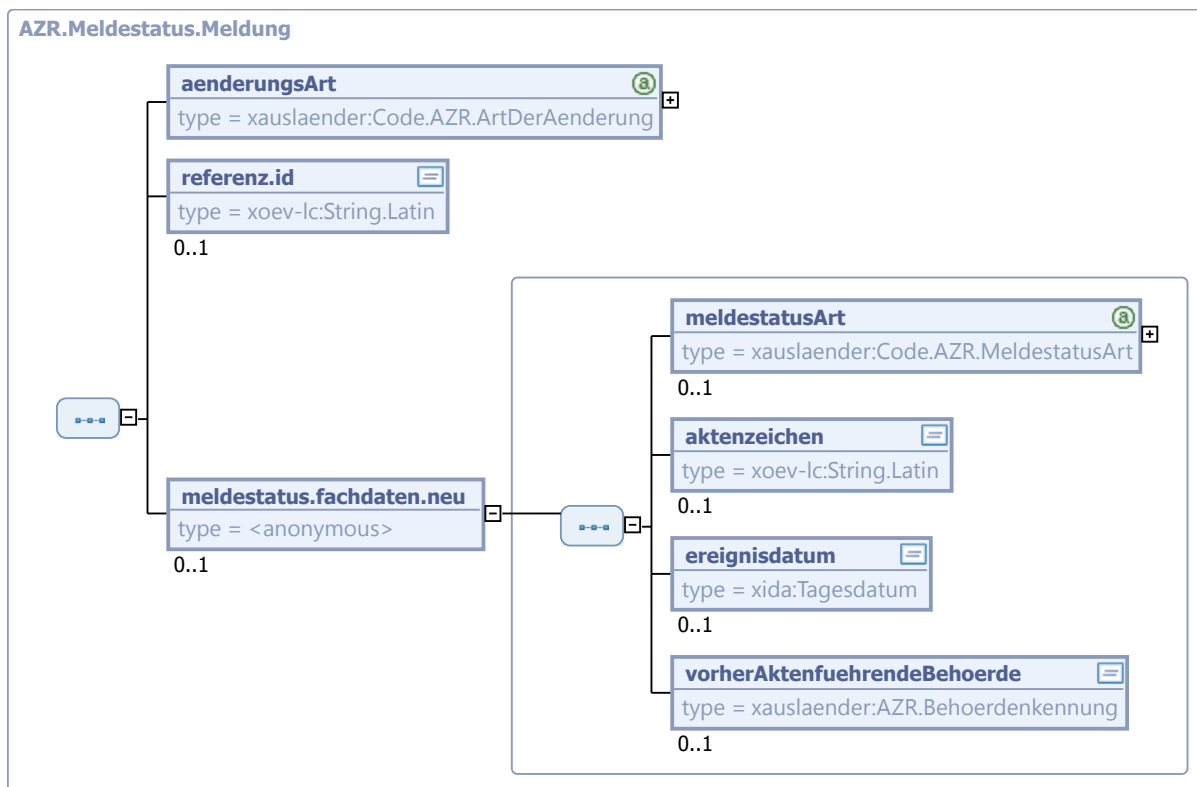 AZR.Meldestatus.Meldung
aenderungsArt
type = xauslaender:Code.AZR.ArtDerAenderung
referenz.id
type = xoev-lc:String.Latin
0..1
meldestatus.fachdaten.neu
type = <anonymous>
0..1
meldestatusArt
type = xauslaender:Code.AZR.MeldestatusArt
0..1
aktenzeichen
type = xoev-lc:String.Latin
0..1
ereignisdatum
type = xida:Tagesdatum
0..1
vorherAktenfuehrendeBehoerde
type = xauslaender:AZR.Behoerdenkennung
0..1